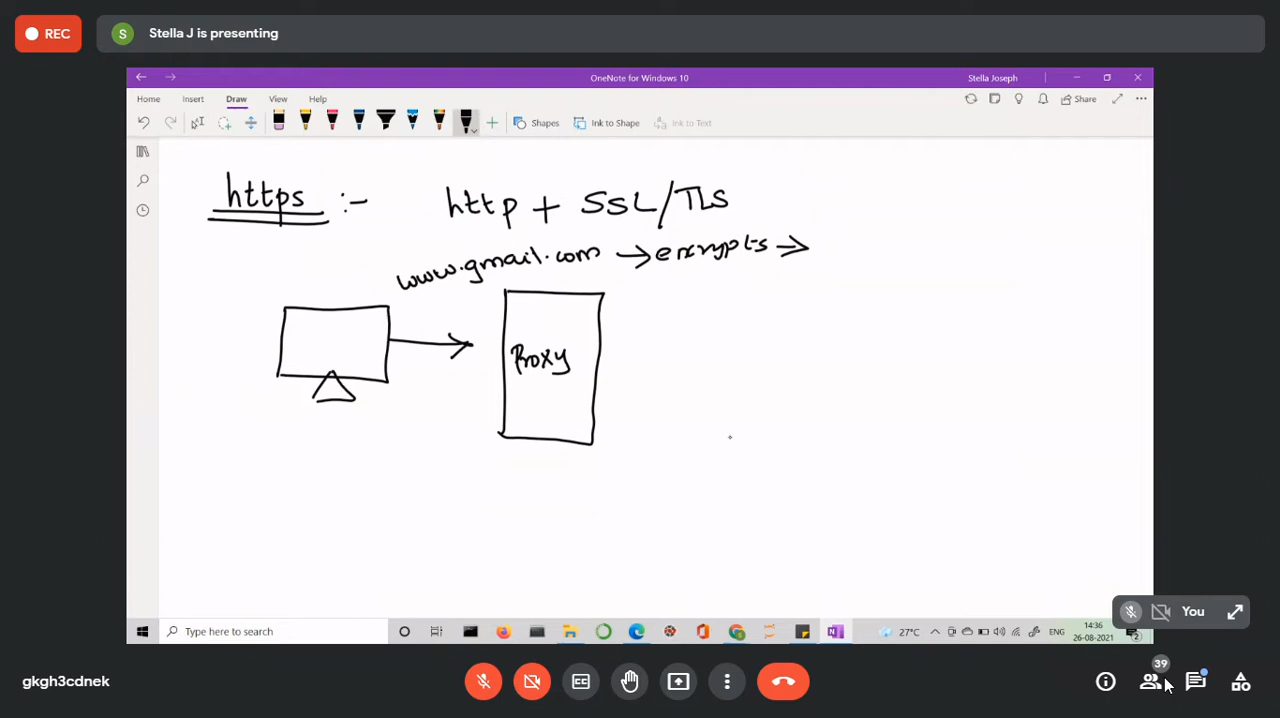 REC
S Stella J is presenting
OneNote for Windows 10
Stella Joseph
Home Insert Draw View Help
Share
Shapes Ink to Shape Ink to Text
https :- http + SSL/TLS
www.gmail.com → encrypts →
Proxy
You
Type here to search
27°C
ENG
14:36
26-08-2021
2
gkgh3cdnek
CC
39